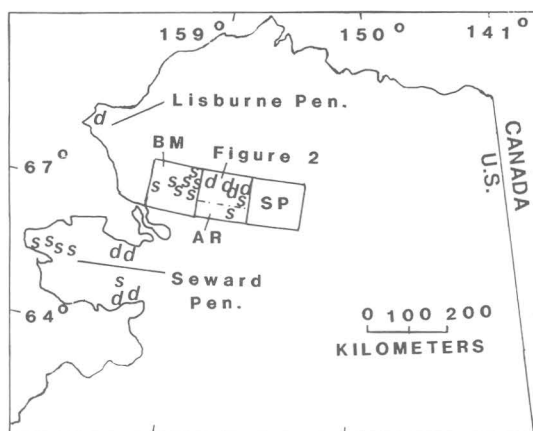 159° 150° 141°
d
Lisburne Pen.
CANADA
U.S.
BM Figure 2
67°
s s s s s s s d d d d d s s
SP
AR
s s s s d d
Seward
Pen.
s
d d
64°
0 100 200
KILOMETERS